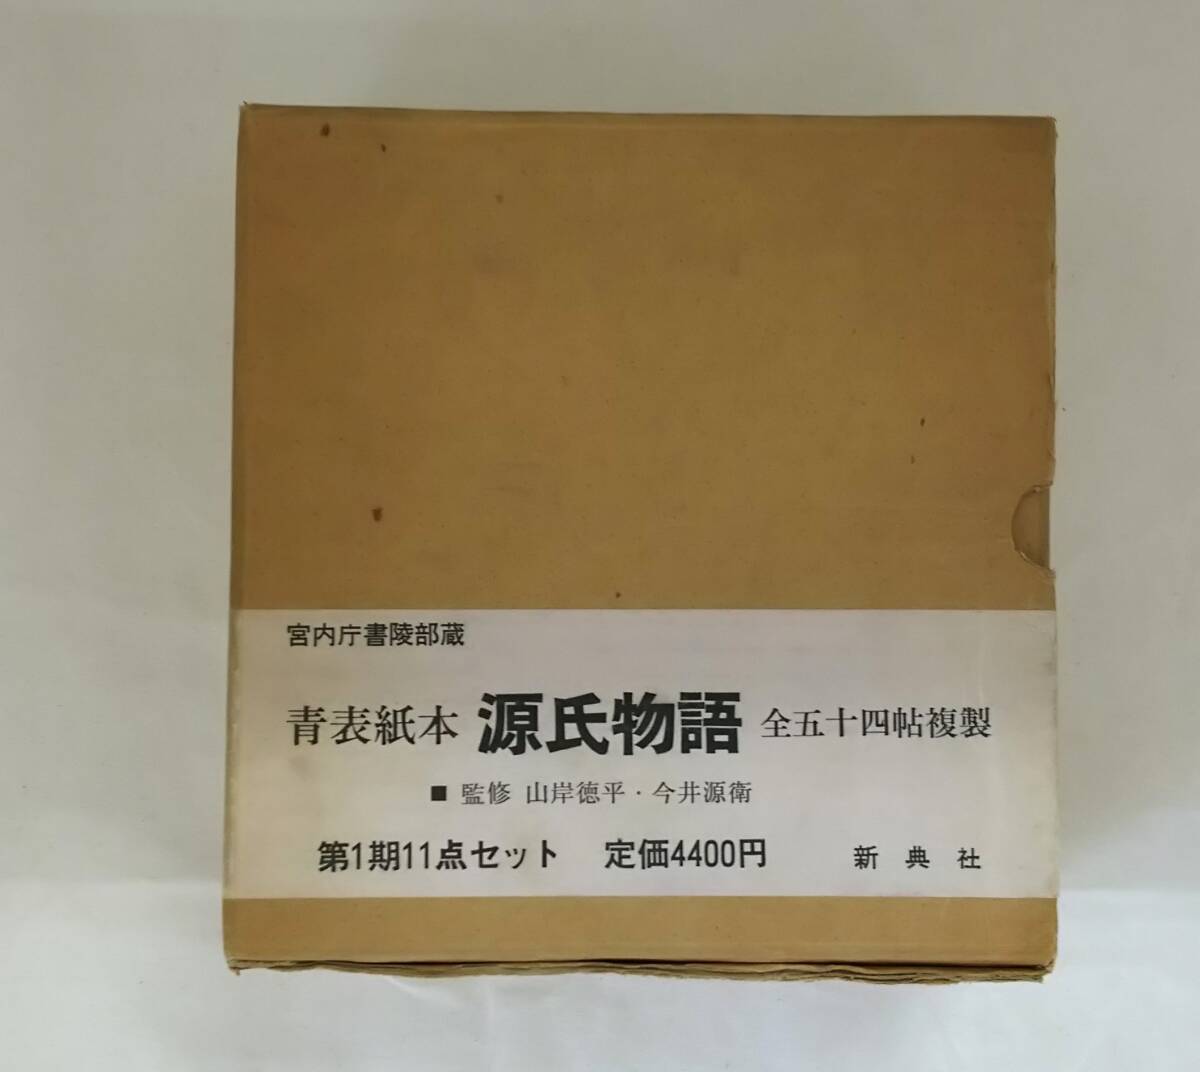 宮内庁書陵部蔵
青表紙本 源氏物語 全五十四帖複製
■ 監修 山岸徳平・今井源衛
第1期11点セット 定価4400円 新典社